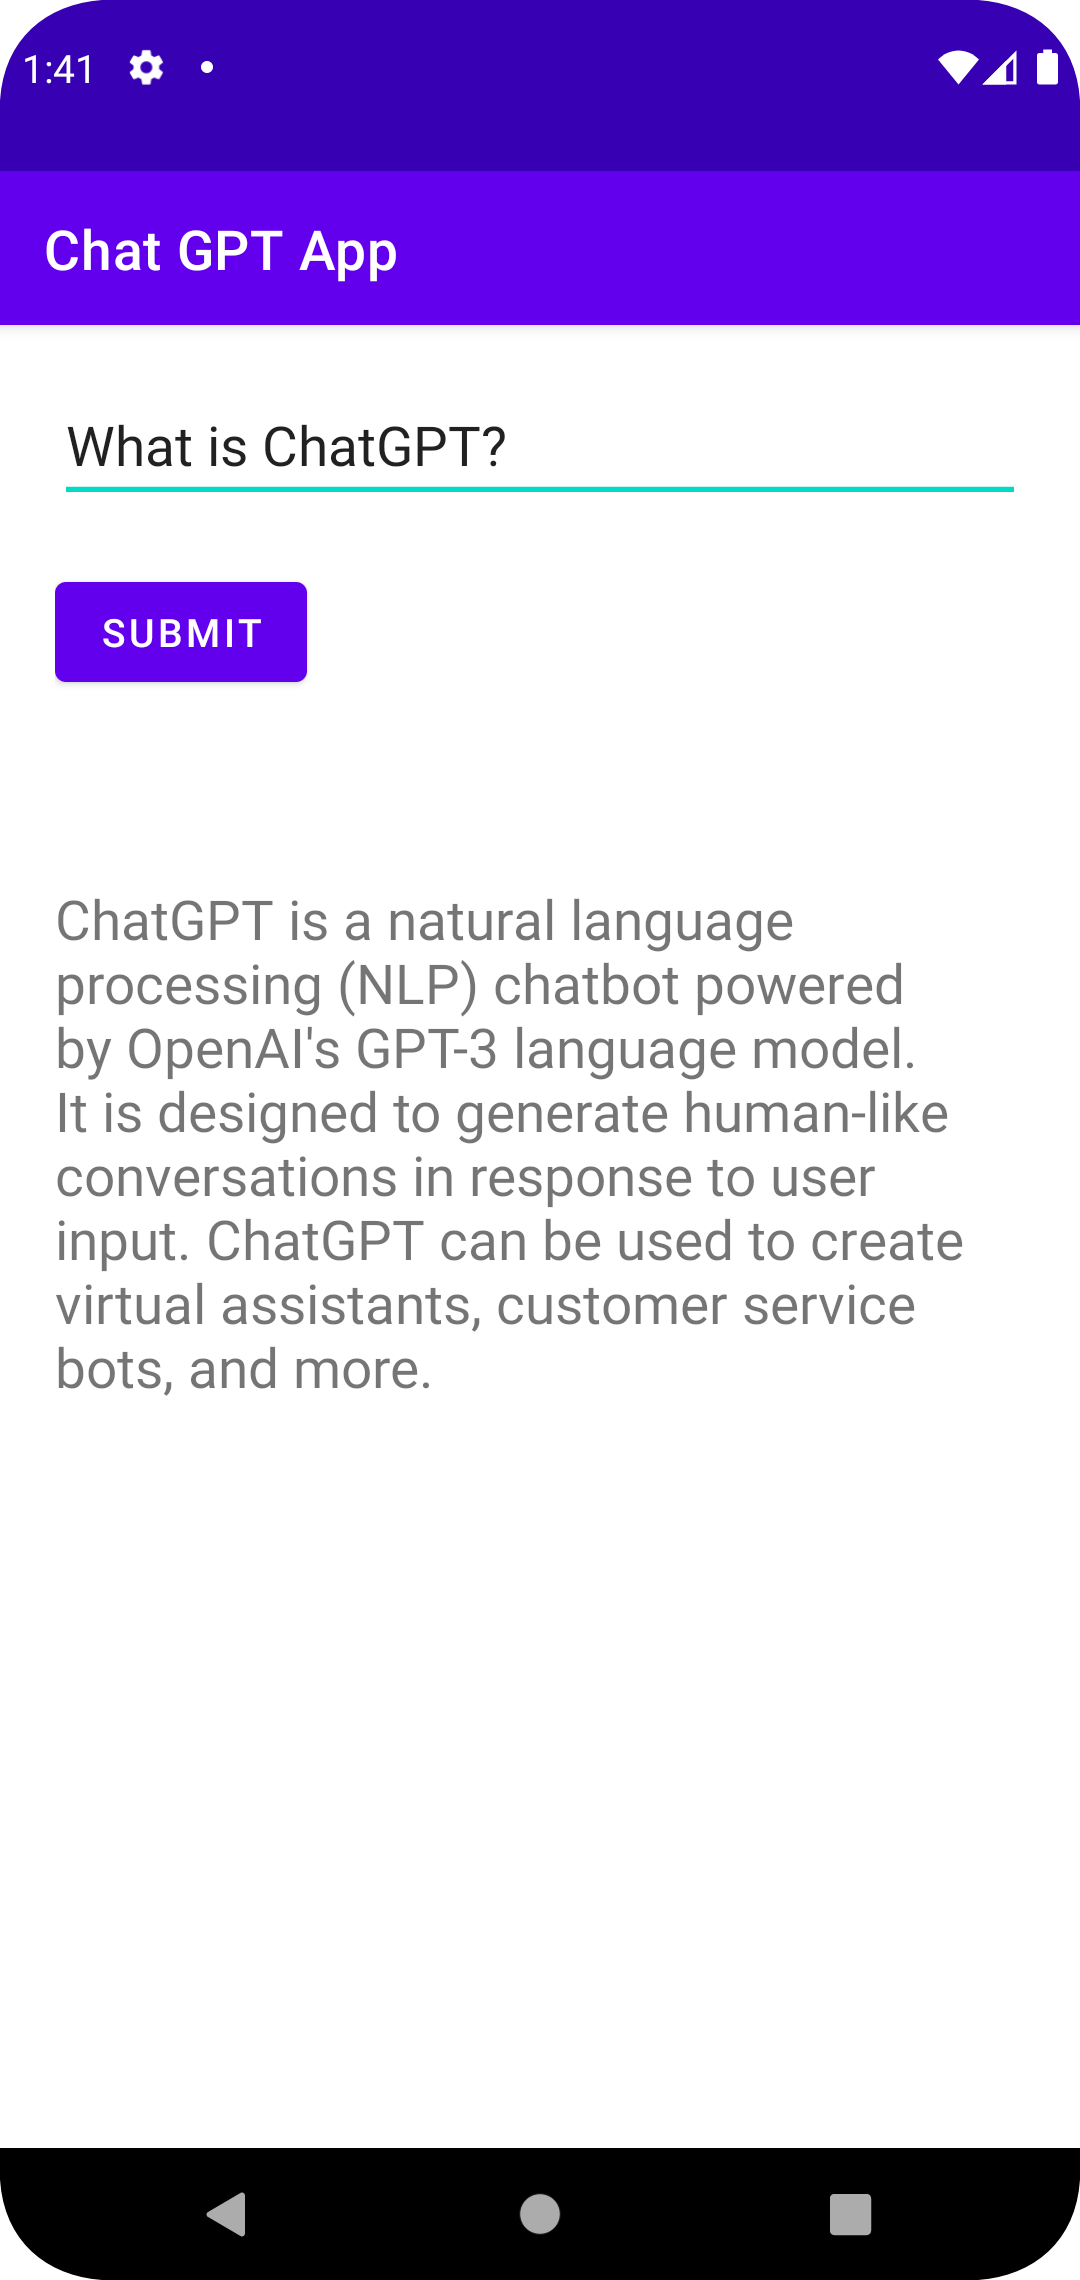 1:41
Chat GPT App
What is ChatGPT?
SUBMIT
ChatGPT is a natural language
processing (NLP) chatbot powered
by OpenAI's GPT-3 language model.
It is designed to generate human-like
conversations in response to user
input. ChatGPT can be used to create
virtual assistants, customer service
bots, and more.